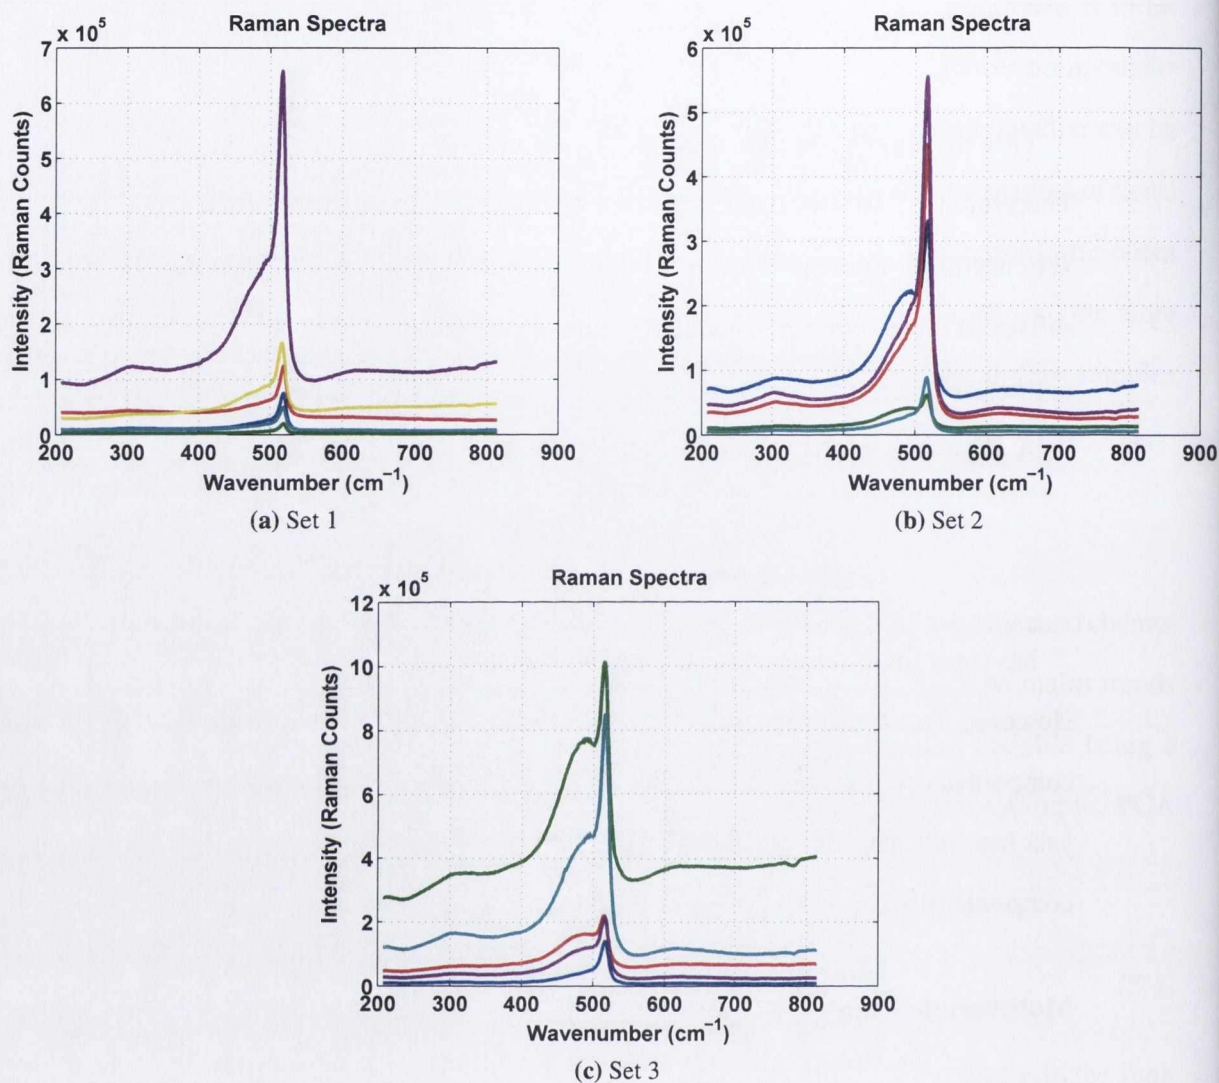 Raman Spectra
x 10^5
7
6
5
4
3
2
1
0
200 300 400 500 600 700 800 900
Intensity (Raman Counts)
Wavenumber (cm⁻¹)
(a) Set 1
Raman Spectra
x 10^5
6
5
4
3
2
1
0
200 300 400 500 600 700 800 900
Intensity (Raman Counts)
Wavenumber (cm⁻¹)
(b) Set 2
Raman Spectra
x 10^5
12
10
8
6
4
2
0
200 300 400 500 600 700 800 900
Intensity (Raman Counts)
Wavenumber (cm⁻¹)
(c) Set 3